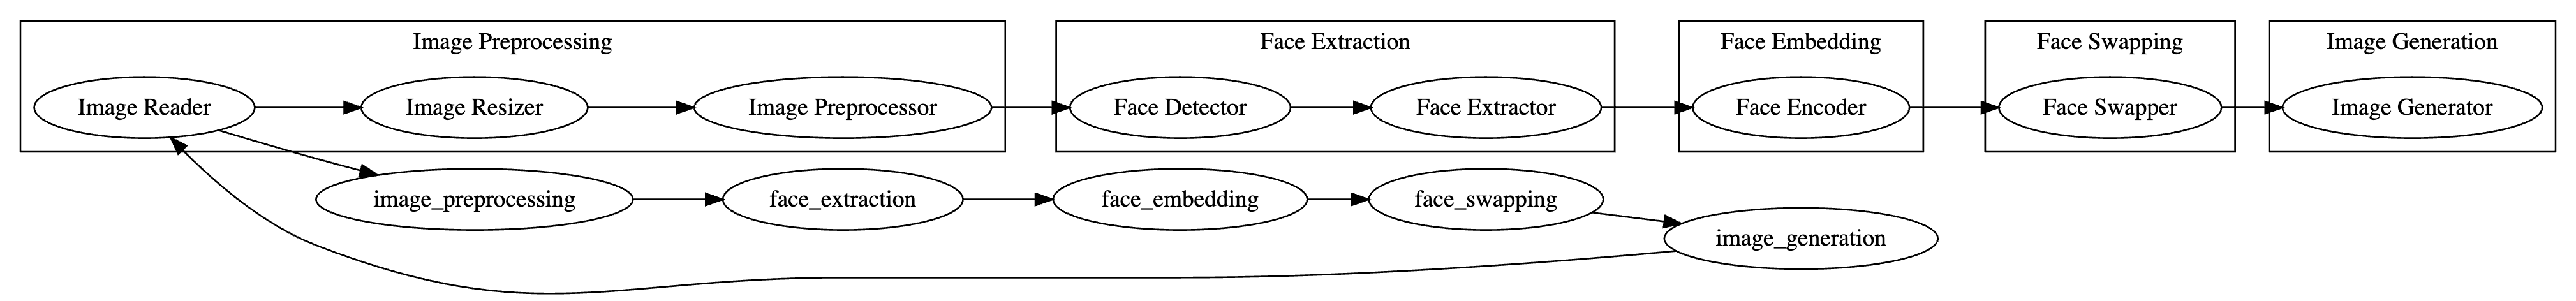 Image Preprocessing
Face Extraction
Face Embedding
Face Swapping
Image Generation
Image Reader
Image Resizer
Image Preprocessor
Face Detector
Face Extractor
Face Encoder
Face Swapper
Image Generator
image_preprocessing
face_extraction
face_embedding
face_swapping
image_generation